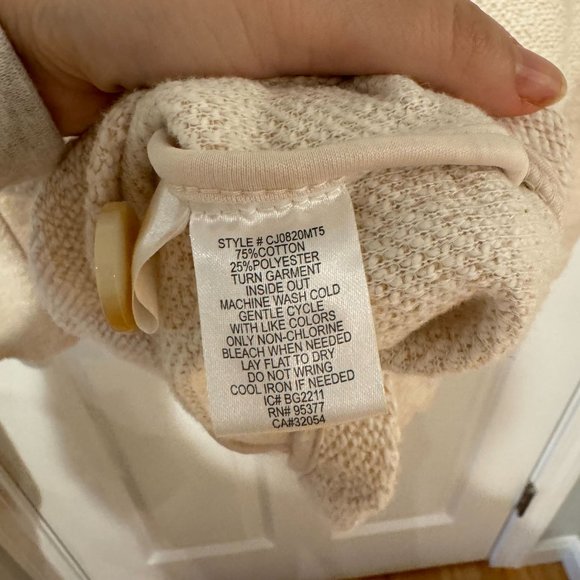 STYLE # CJ0820MT5
75%COTTON
25%POLYESTER
TURN GARMENT
INSIDE OUT
MACHINE WASH COLD
GENTLE CYCLE
WITH LIKE COLORS
ONLY NON-CHLORINE
BLEACH WHEN NEEDED
LAY FLAT TO DRY
DO NOT WRING
COOL IRON IF NEEDED
IC# BG2211
RN# 95377
CA#32054